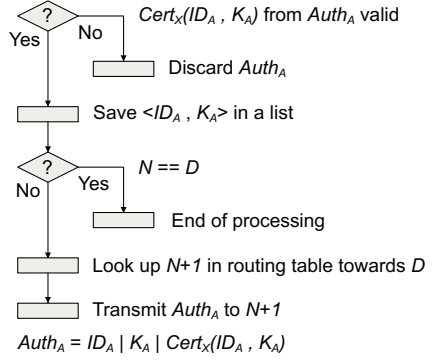 ? Cert_X(ID_A , K_A) from Auth_A valid
Yes No
Discard Auth_A
Save <ID_A , K_A> in a list
? N == D
No Yes
End of processing
Look up N+1 in routing table towards D
Transmit Auth_A to N+1
Auth_A = ID_A | K_A | Cert_X(ID_A , K_A)